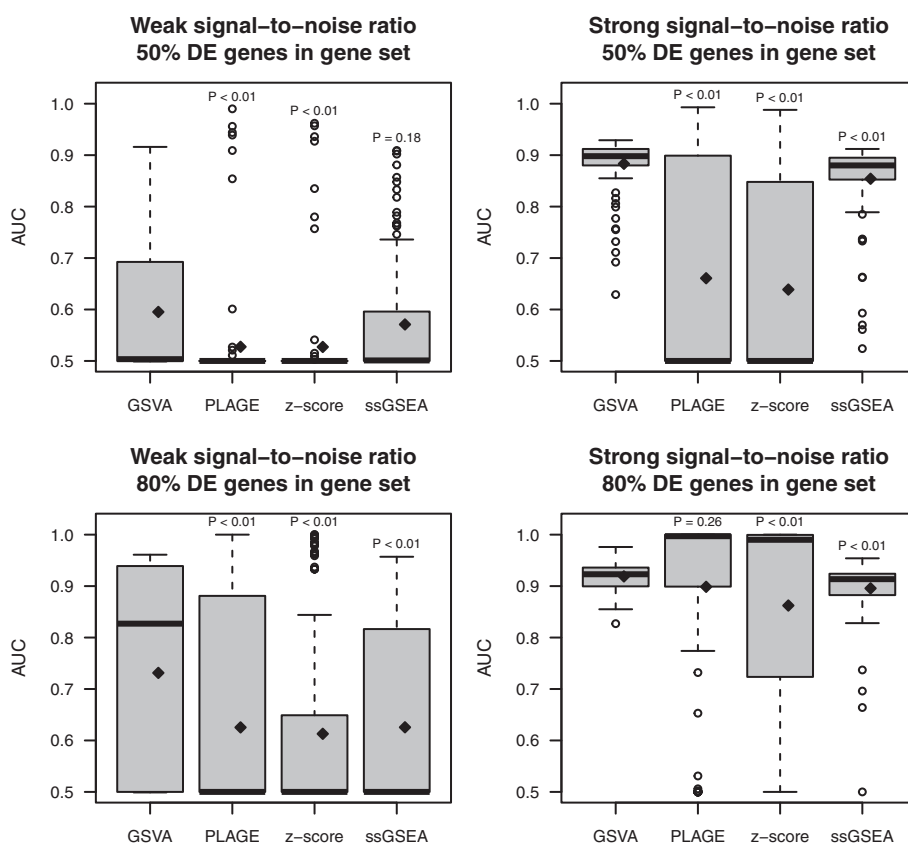 Weak signal−to−noise ratio
50% DE genes in gene set
P < 0.01
P < 0.01
P = 0.18
1.0
0.9
0.8
0.7
0.6
0.5
AUC
GSVA PLAGE z−score ssGSEA
Strong signal−to−noise ratio
50% DE genes in gene set
P < 0.01
P < 0.01
P < 0.01
1.0
0.9
0.8
0.7
0.6
0.5
AUC
GSVA PLAGE z−score ssGSEA
Weak signal−to−noise ratio
80% DE genes in gene set
P < 0.01
P < 0.01
P < 0.01
1.0
0.9
0.8
0.7
0.6
0.5
AUC
GSVA PLAGE z−score ssGSEA
Strong signal−to−noise ratio
80% DE genes in gene set
P = 0.26
P < 0.01
P < 0.01
1.0
0.9
0.8
0.7
0.6
0.5
AUC
GSVA PLAGE z−score ssGSEA